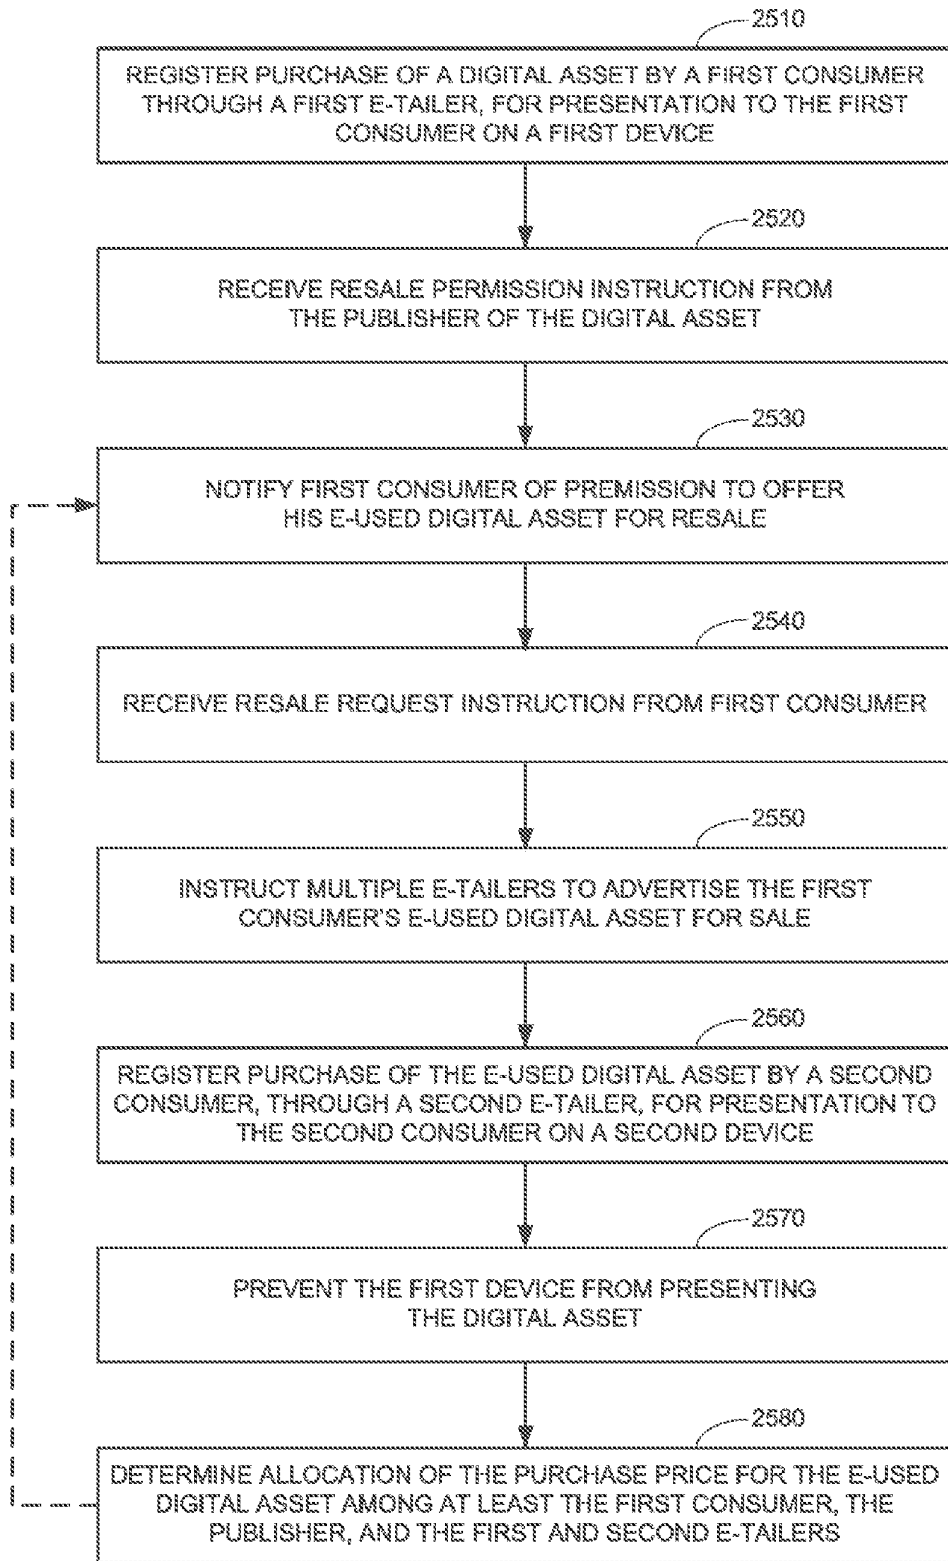 2510
REGISTER PURCHASE OF A DIGITAL ASSET BY A FIRST CONSUMER
THROUGH A FIRST E-TAILER, FOR PRESENTATION TO THE FIRST
CONSUMER ON A FIRST DEVICE
2520
RECEIVE RESALE PERMISSION INSTRUCTION FROM
THE PUBLISHER OF THE DIGITAL ASSET
2530
NOTIFY FIRST CONSUMER OF PREMISSION TO OFFER
HIS E-USED DIGITAL ASSET FOR RESALE
2540
RECEIVE RESALE REQUEST INSTRUCTION FROM FIRST CONSUMER
2550
INSTRUCT MULTIPLE E-TAILERS TO ADVERTISE THE FIRST
CONSUMER'S E-USED DIGITAL ASSET FOR SALE
2560
REGISTER PURCHASE OF THE E-USED DIGITAL ASSET BY A SECOND
CONSUMER, THROUGH A SECOND E-TAILER, FOR PRESENTATION TO
THE SECOND CONSUMER ON A SECOND DEVICE
2570
PREVENT THE FIRST DEVICE FROM PRESENTING
THE DIGITAL ASSET
2580
DETERMINE ALLOCATION OF THE PURCHASE PRICE FOR THE E-USED
DIGITAL ASSET AMONG AT LEAST THE FIRST CONSUMER, THE
PUBLISHER, AND THE FIRST AND SECOND E-TAILERS